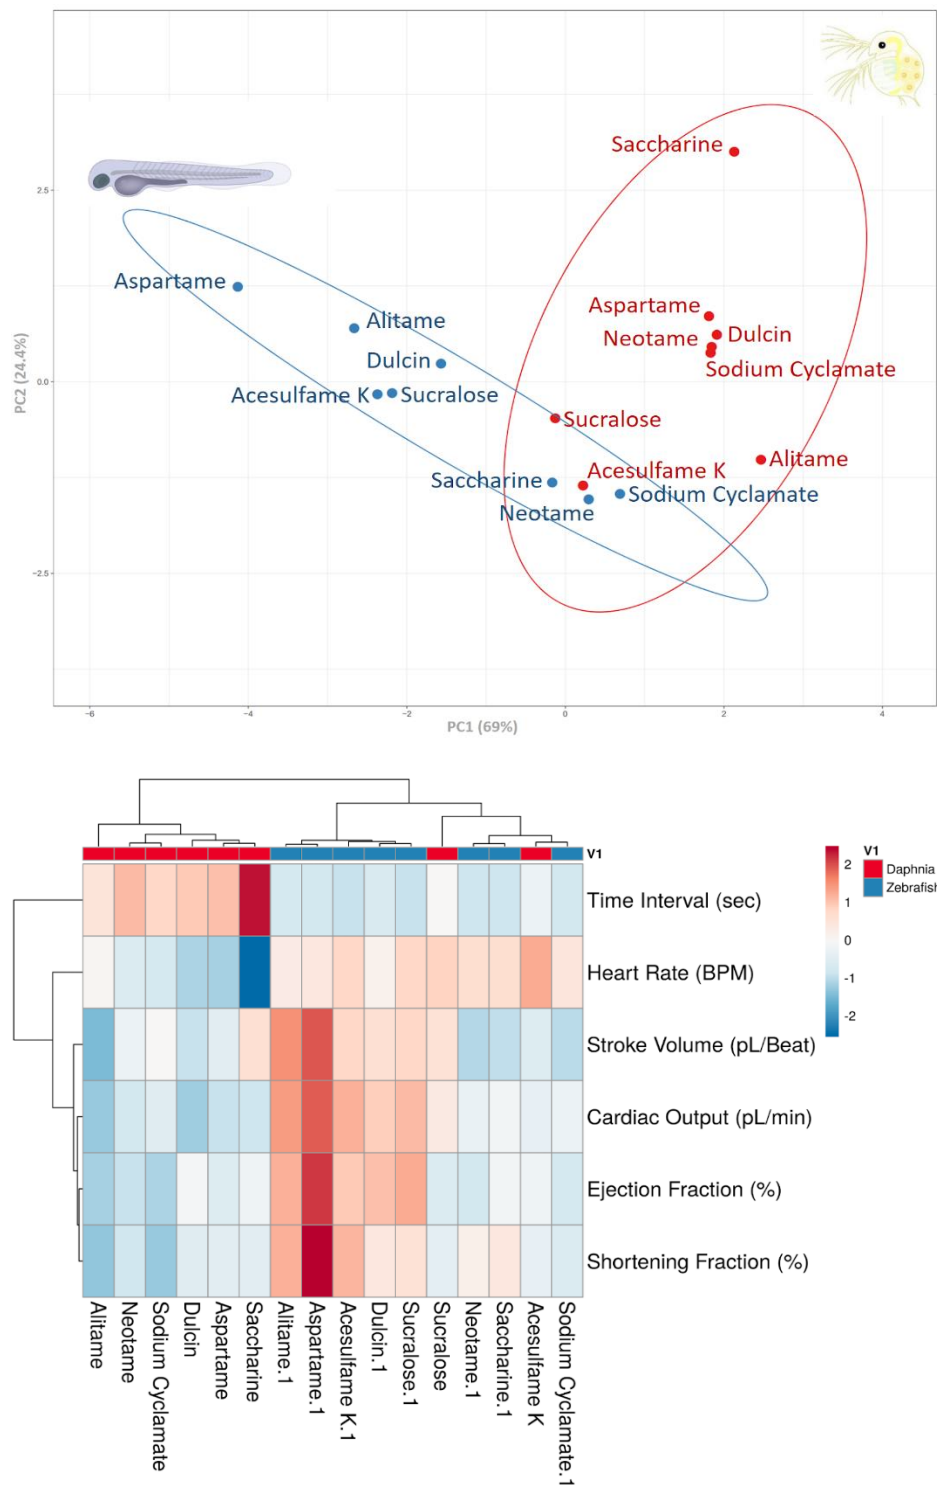 Saccharine
2.5
Aspartame
Alitame
Aspartame
Dulcin
Neotame
Dulcin
Sodium Cyclamate
Acesulfame K
Sucralose
0.0
PC2 (24.4%)
Sucralose
Alitame
Acesulfame K
Saccharine
Sodium Cyclamate
Neotame
−2.5
−6 −4 −2 0 2 4
PC1 (69%)
V1
V1
Daphnia
Zebrafish
2
1
0
-1
-2
Time Interval (sec)
Heart Rate (BPM)
Stroke Volume (pL/Beat)
Cardiac Output (pL/min)
Ejection Fraction (%)
Shortening Fraction (%)
Alitame
Neotame
Sodium Cyclamate
Dulcin
Aspartame
Saccharine
Alitame.1
Aspartame.1
Acesulfame K.1
Dulcin.1
Sucralose.1
Sucralose
Neotame.1
Saccharine.1
Acesulfame K
Sodium Cyclamate.1